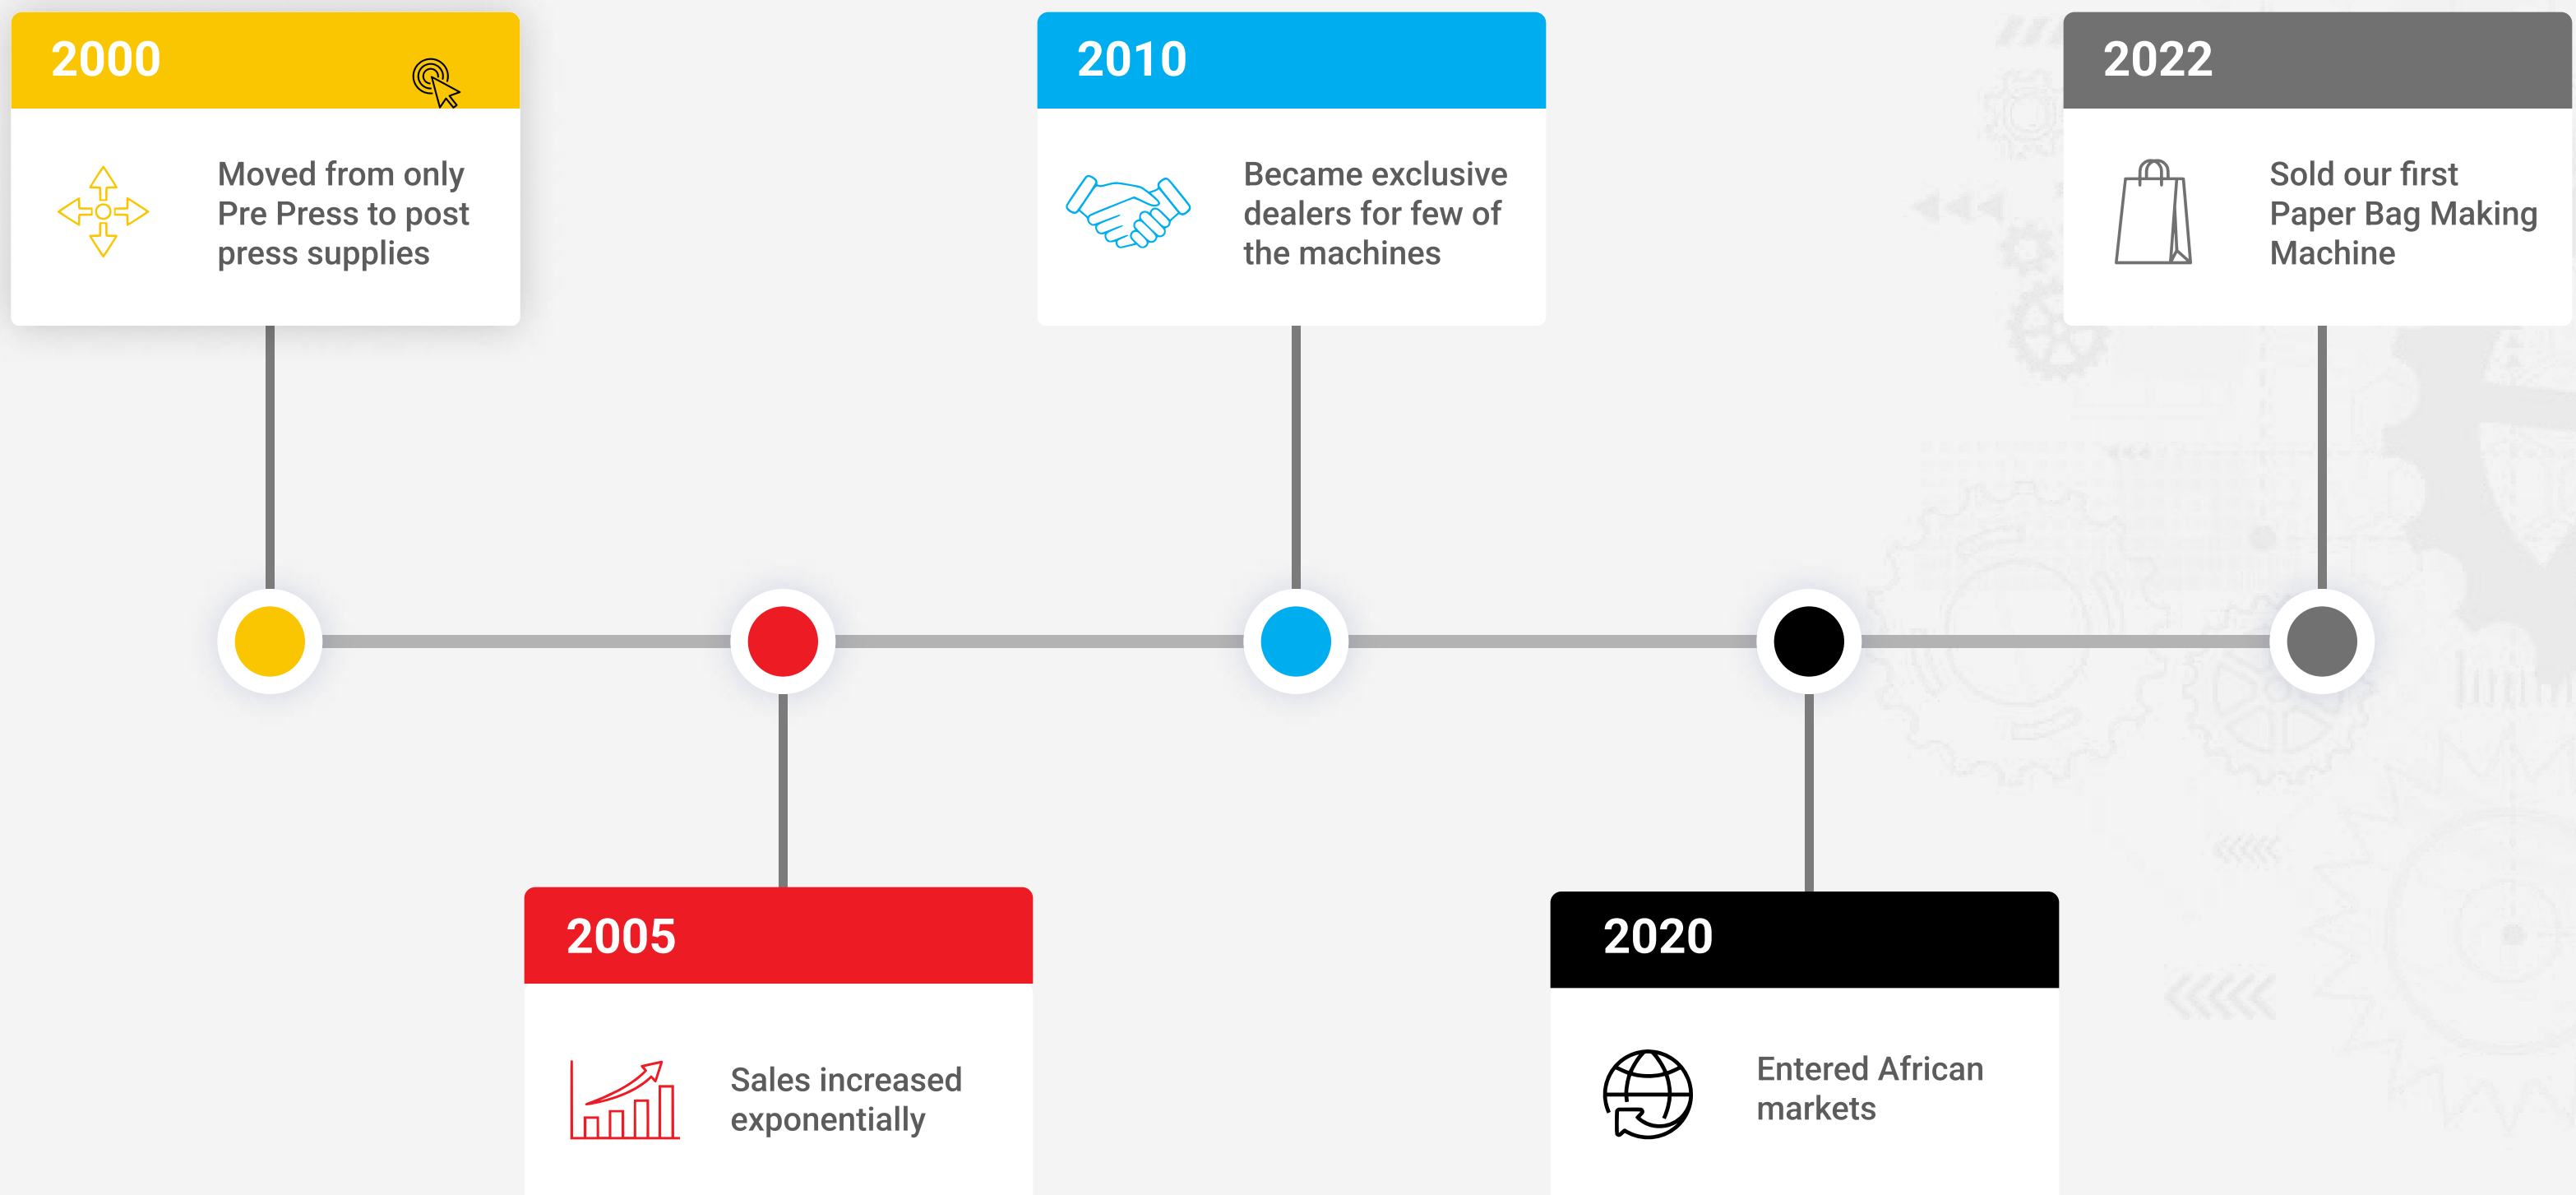 2000
Moved from only
Pre Press to post
press supplies
2005
Sales increased
exponentially
2010
Became exclusive
dealers for few of
the machines
2020
Entered African
markets
2022
Sold our first
Paper Bag Making
Machine